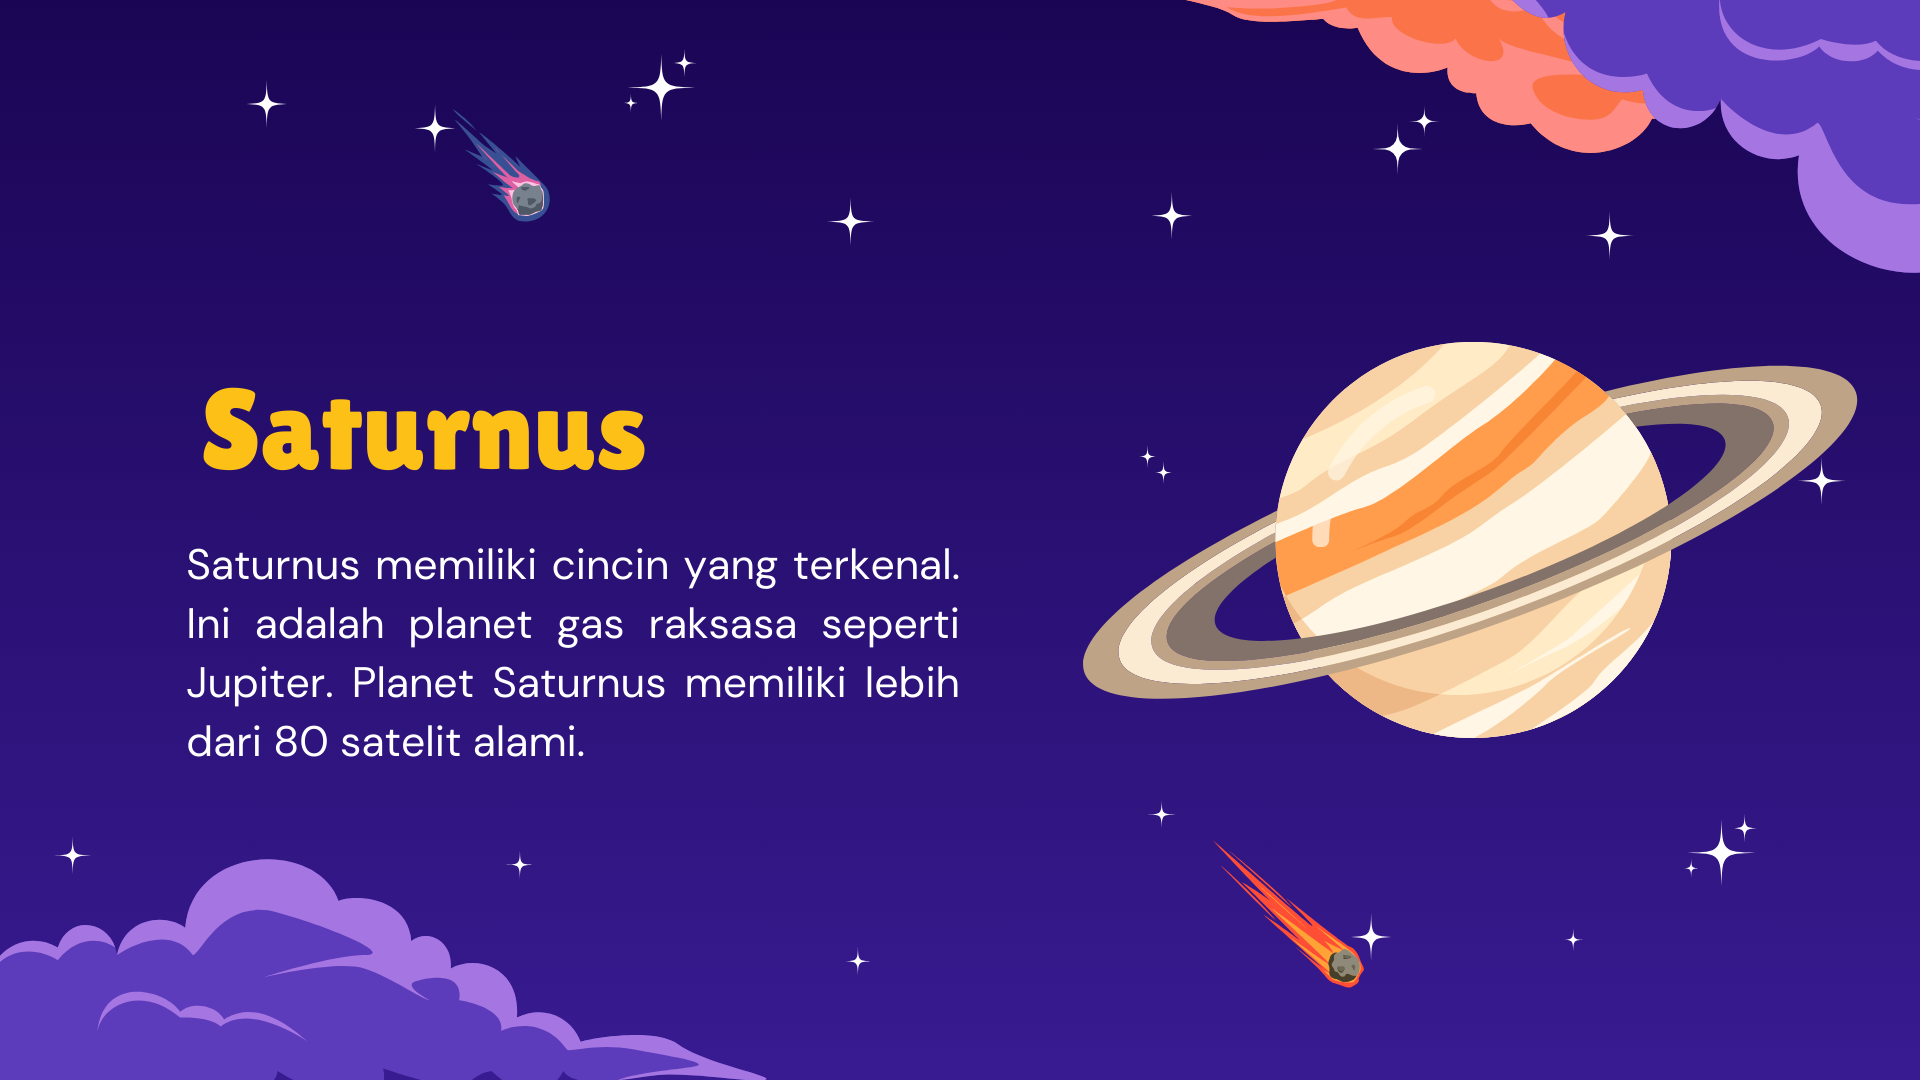 Saturnus
Saturnus memiliki cincin yang terkenal.
Ini adalah planet gas raksasa seperti
Jupiter. Planet Saturnus memiliki lebih
dari 80 satelit alami.